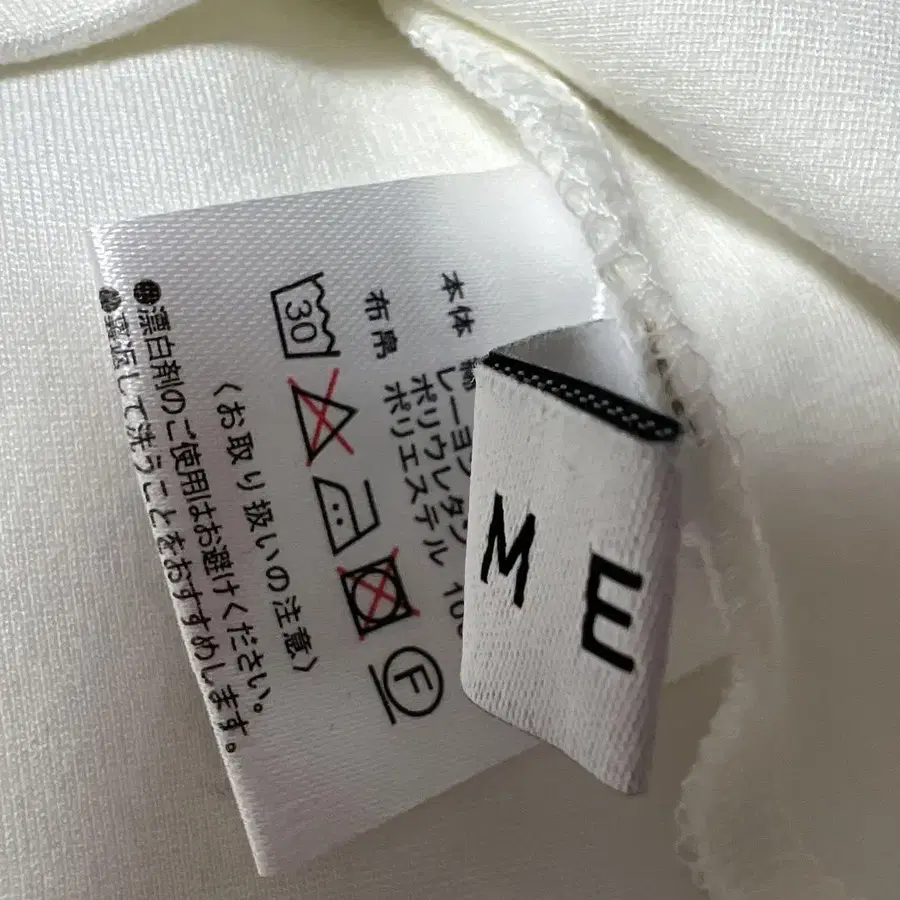 本体
レーヨン
ポリウレタン
布帛 ポリエステル
30
F
〈お取り扱いの注意〉
●漂白剤のご使用はお避けください。
●裏返して洗うことをおすすめします。
M
E